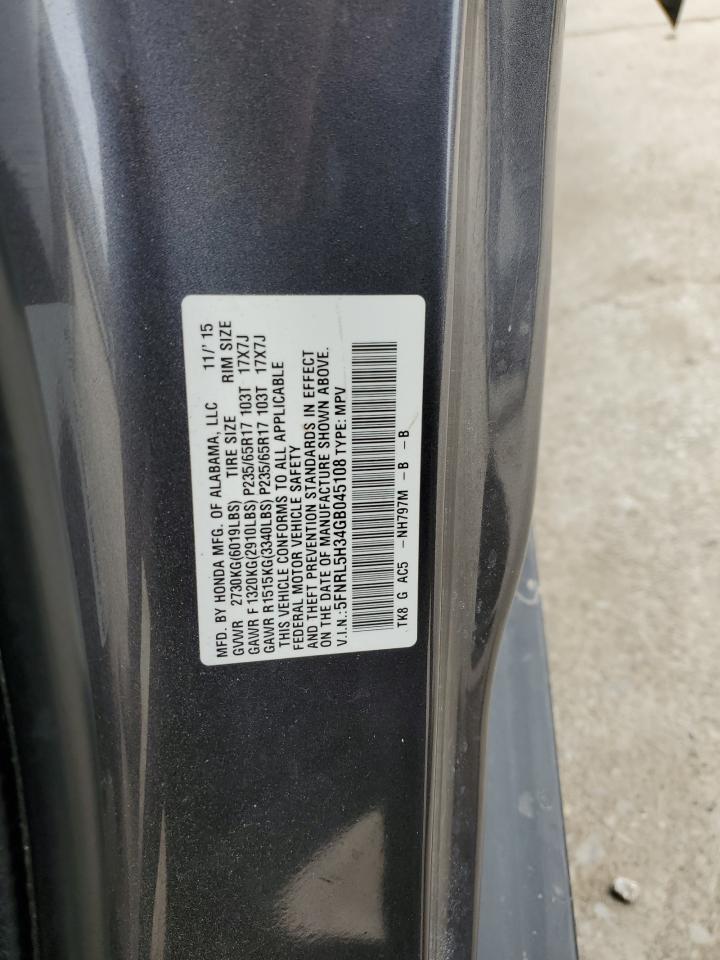 MFD. BY HONDA MFG. OF ALABAMA, LLC 11/' 15
GVWR 2730KG(6019LBS) TIRE SIZE RIM SIZE
GAWR F 1320KG(2910LBS) P235/65R17 103T 17X7J
GAWR R 1515KG(3340LBS) P235/65R17 103T 17X7J
THIS VEHICLE CONFORMS TO ALL APPLICABLE
FEDERAL MOTOR VEHICLE SAFETY
AND THEFT PREVENTION STANDARDS IN EFFECT
ON THE DATE OF MANUFACTURE SHOWN ABOVE.
V.I.N.:5FNRL5H34GB045108 TYPE: MPV
TK8 G AC5 - NH797M - B - B